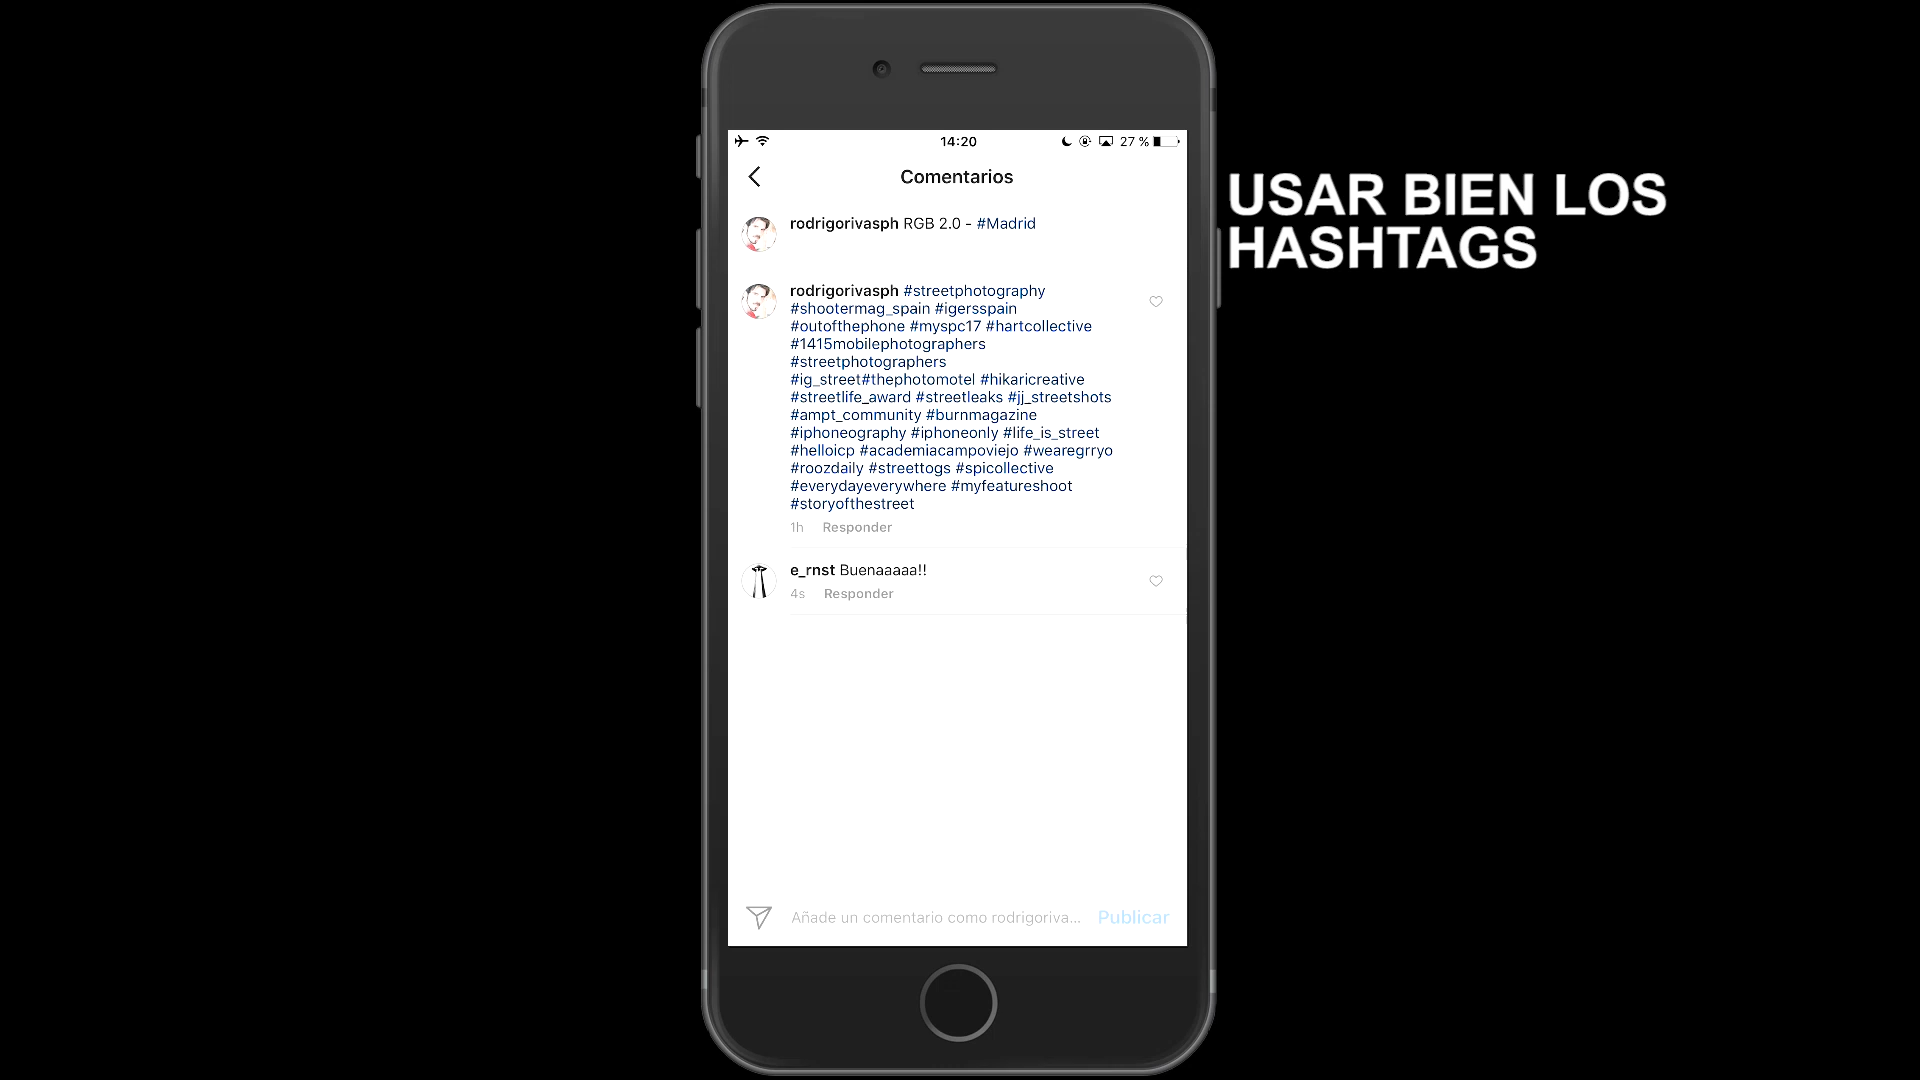 14:20
27 %
Comentarios
rodrigorivasph RGB 2.0 - #Madrid
rodrigorivasph #streetphotography
#shootermag_spain #igersspain
#outofthephone #myspc17 #hartcollective
#1415mobilephotographers
#streetphotographers
#ig_street#thephotomotel #hikaricreative
#streetlife_award #streetleaks #jj_streetshots
#ampt_community #burnmagazine
#iphoneography #iphoneonly #life_is_street
#helloicp #academiacampoviejo #wearegrryo
#roozdaily #streettogs #spicollective
#everydayeverywhere #myfeatureshoot
#storyofthestreet
1h Responder
e_rnst Buenaaaaa!!
4s Responder
Añade un comentario como rodrigoriva... Publicar
USAR BIEN LOS
HASHTAGS